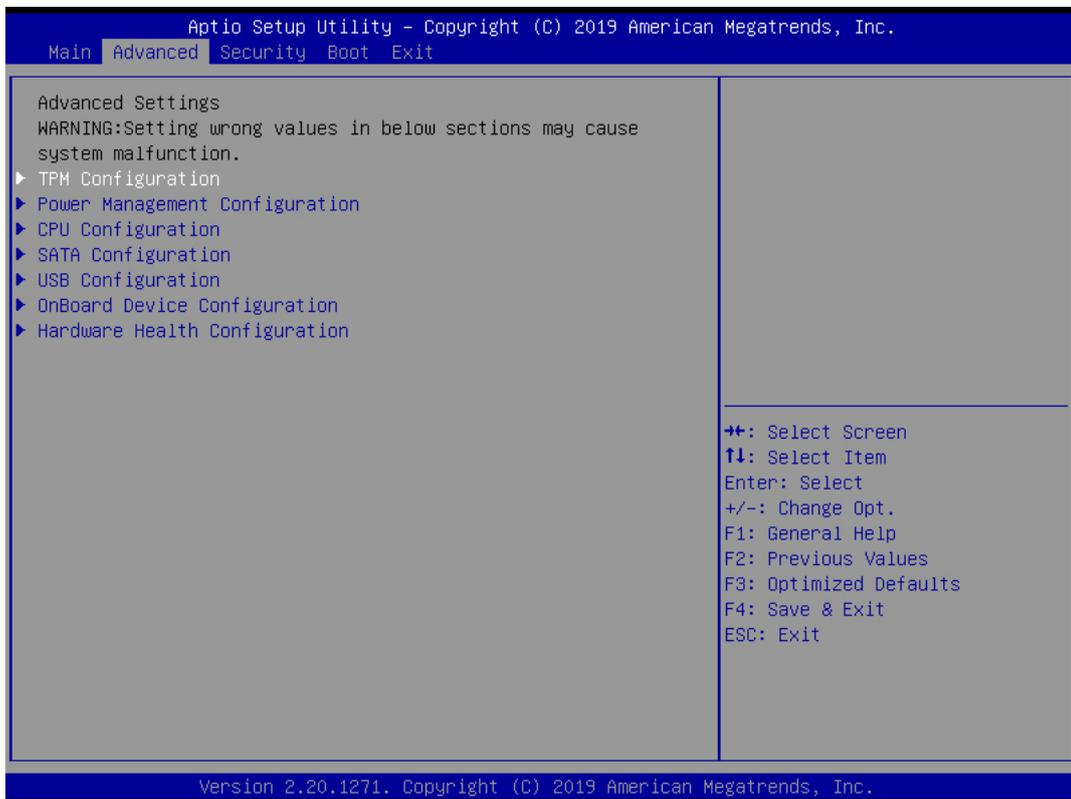 Aptio Setup Utility – Copyright (C) 2019 American Megatrends, Inc.
Main Advanced Security Boot Exit
Advanced Settings
WARNING:Setting wrong values in below sections may cause
system malfunction.
▶ TPM Configuration
▶ Power Management Configuration
▶ CPU Configuration
▶ SATA Configuration
▶ USB Configuration
▶ OnBoard Device Configuration
▶ Hardware Health Configuration
→←: Select Screen
↑↓: Select Item
Enter: Select
+/-: Change Opt.
F1: General Help
F2: Previous Values
F3: Optimized Defaults
F4: Save & Exit
ESC: Exit
Version 2.20.1271. Copyright (C) 2019 American Megatrends, Inc.